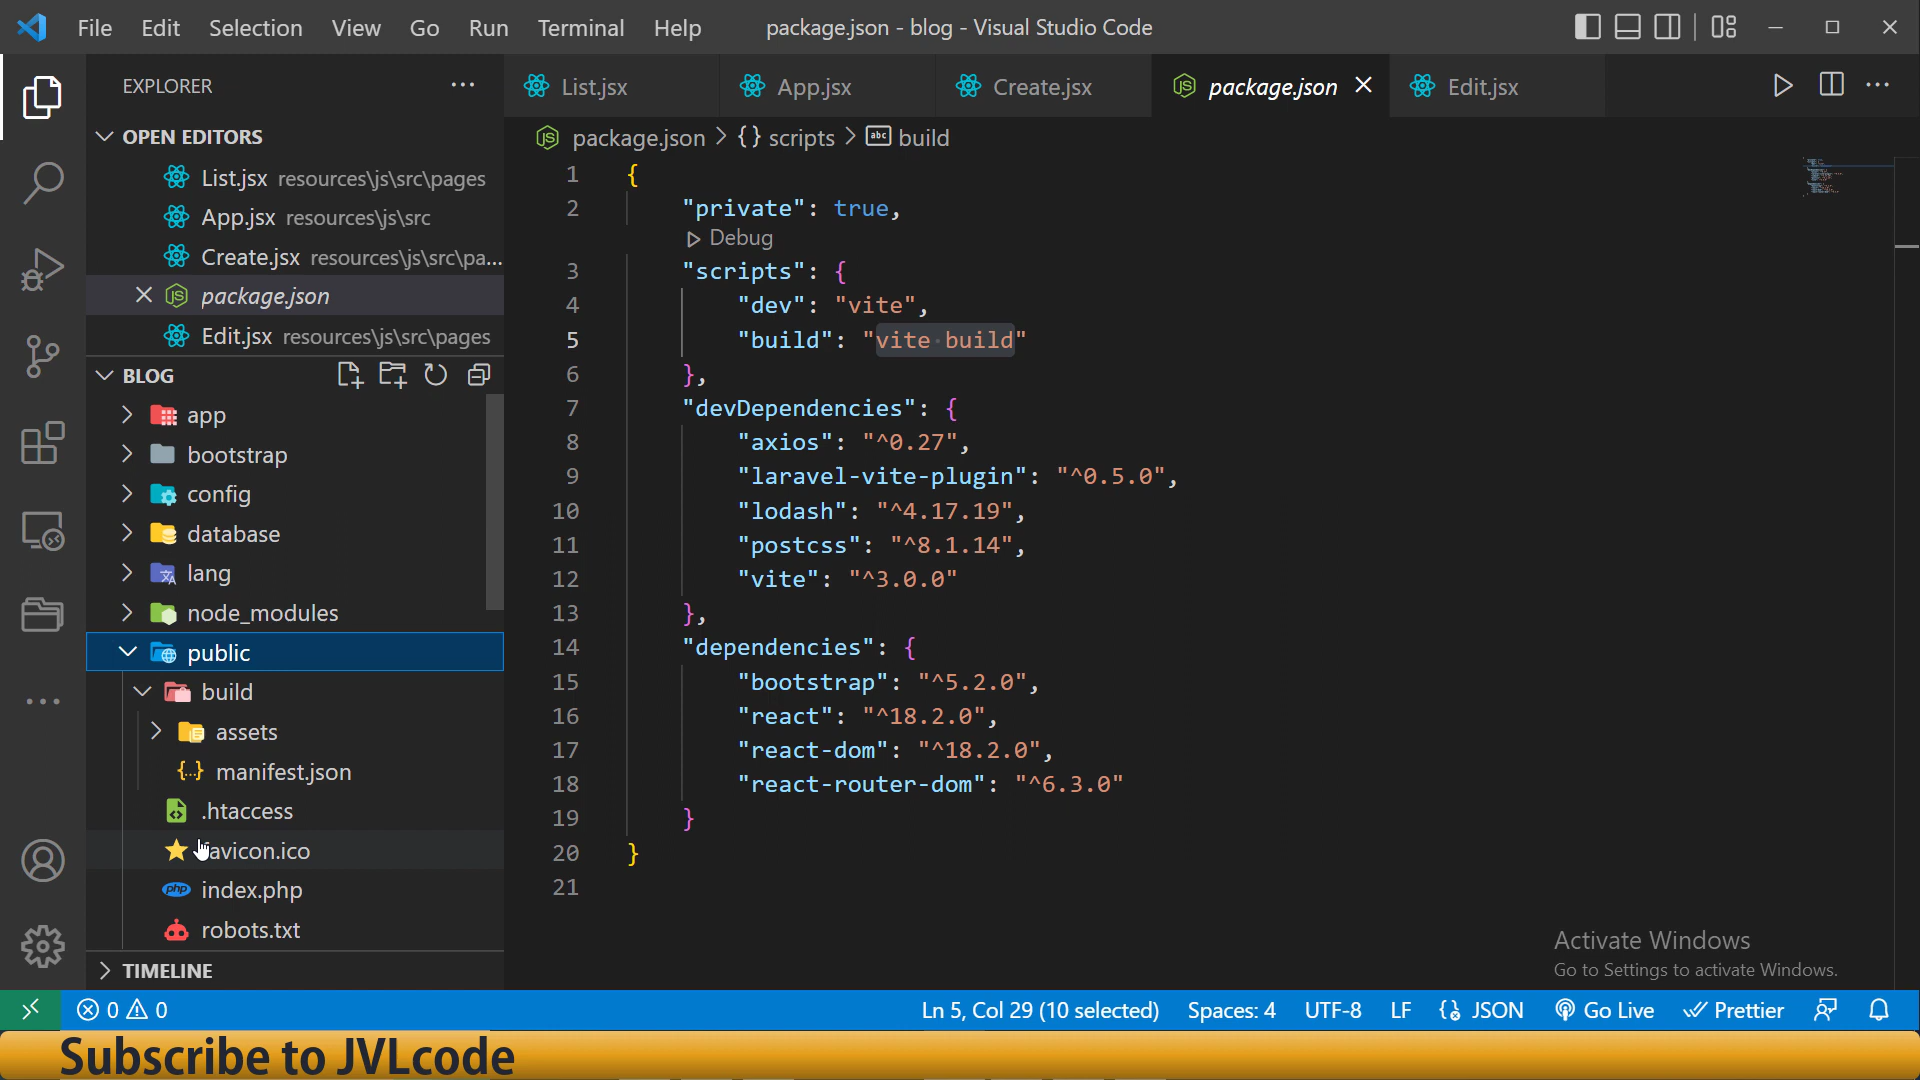 File Edit Selection View Go Run Terminal Help package.json - blog - Visual Studio Code
EXPLORER
List.jsx App.jsx Create.jsx package.json Edit.jsx
OPEN EDITORS
package.json > {} scripts > abc build
List.jsx resources\js\src\pages
App.jsx resources\js\src
Create.jsx resources\js\src\pa...
package.json
Edit.jsx resources\js\src\pages
BLOG
app
bootstrap
config
database
lang
node_modules
public
build
assets
manifest.json
.htaccess
avicon.ico
php index.php
robots.txt
TIMELINE
1 {
2 "private": true,
Debug
3 "scripts": {
4 "dev": "vite",
5 "build": "vite build"
6 },
7 "devDependencies": {
8 "axios": "^0.27",
9 "laravel-vite-plugin": "^0.5.0",
10 "lodash": "^4.17.19",
11 "postcss": "^8.1.14",
12 "vite": "^3.0.0"
13 },
14 "dependencies": {
15 "bootstrap": "^5.2.0",
16 "react": "^18.2.0",
17 "react-dom": "^18.2.0",
18 "react-router-dom": "^6.3.0"
19 }
20 }
21
Activate Windows
Go to Settings to activate Windows.
0 0 Ln 5, Col 29 (10 selected) Spaces: 4 UTF-8 LF JSON Go Live Prettier
Subscribe to JVLcode